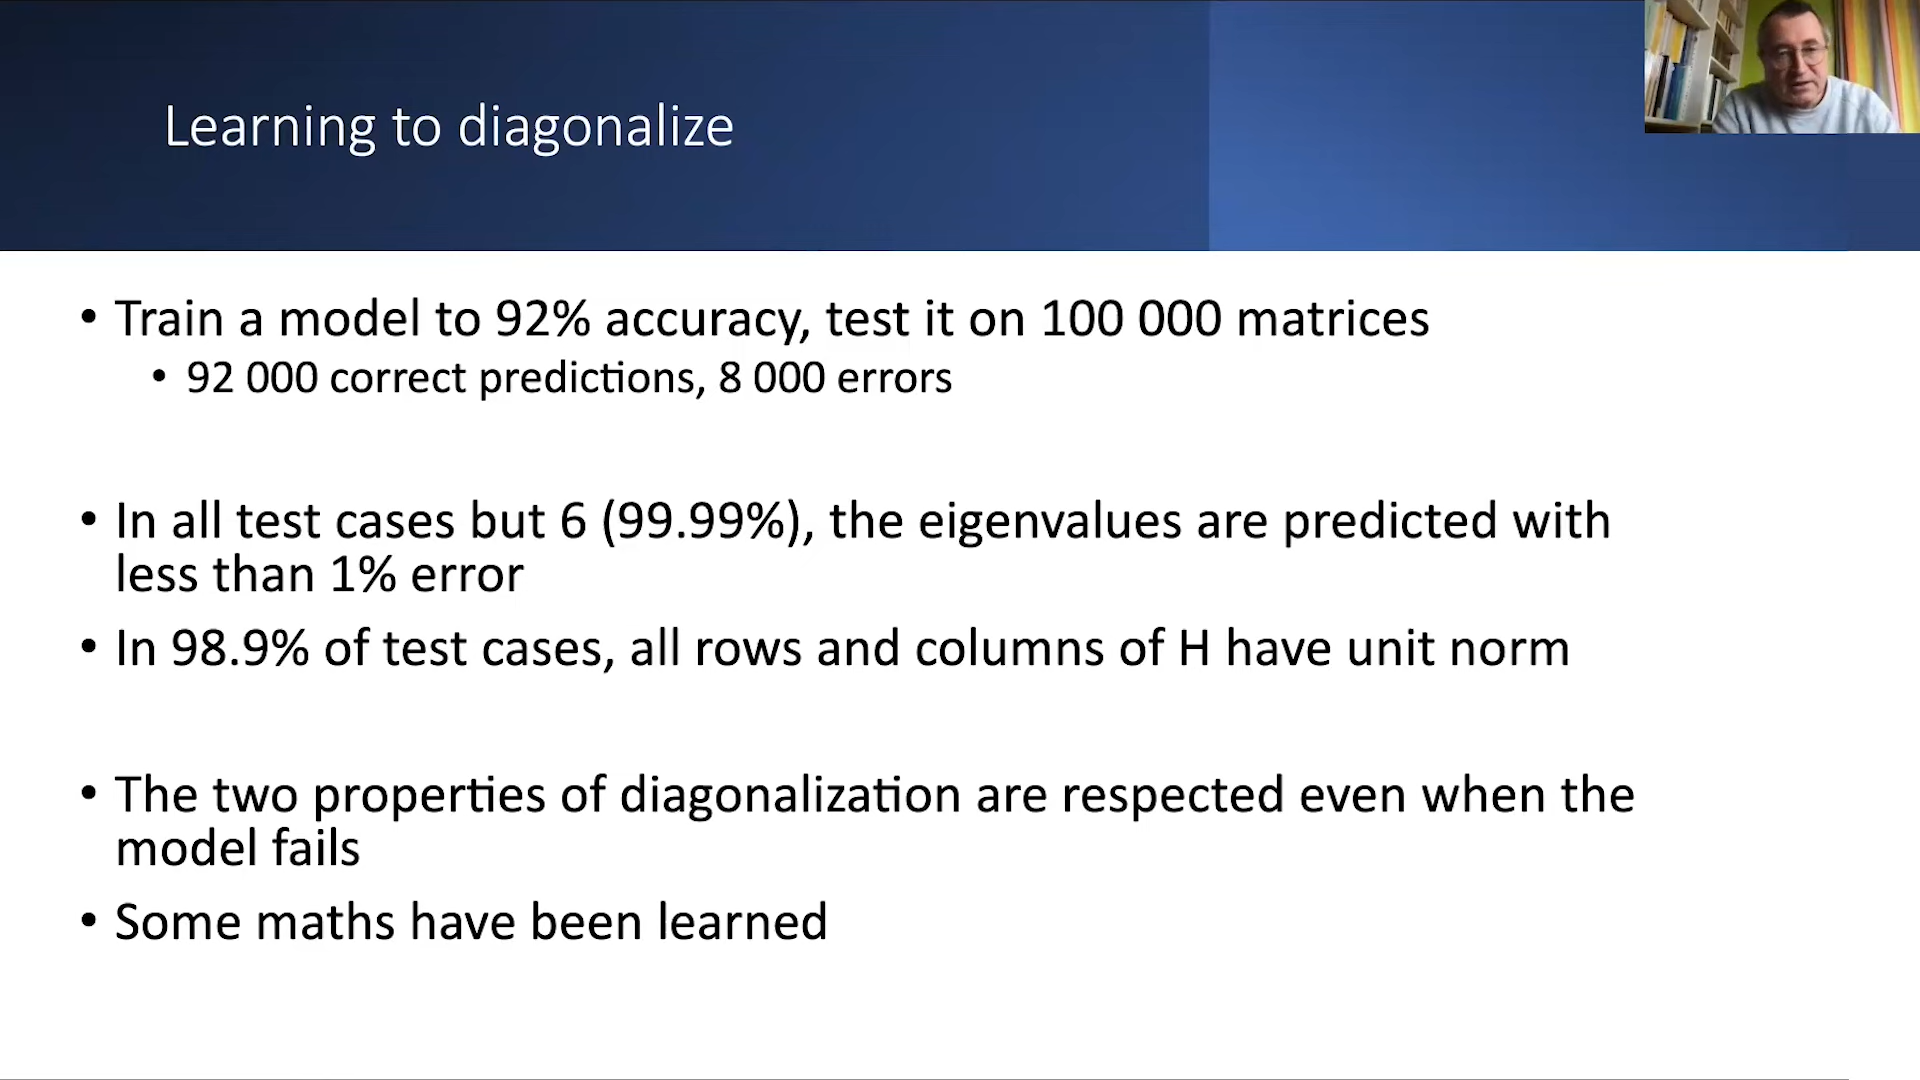 Learning to diagonalize
• Train a model to 92% accuracy, test it on 100 000 matrices
• 92 000 correct predictions, 8 000 errors
• In all test cases but 6 (99.99%), the eigenvalues are predicted with
less than 1% error
• In 98.9% of test cases, all rows and columns of H have unit norm
• The two properties of diagonalization are respected even when the
model fails
• Some maths have been learned